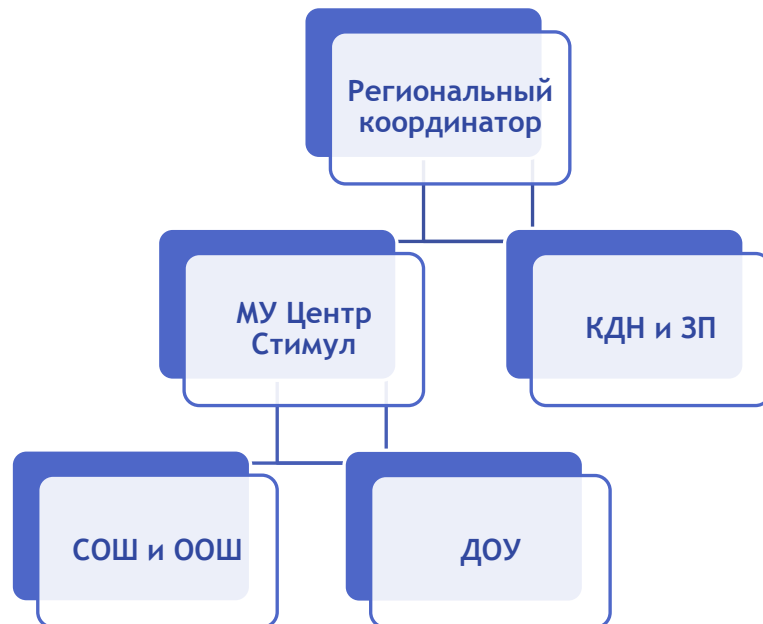 Региональный
координатор
МУ Центр
Стимул
КДН и ЗП
СОШ и ООШ
ДОУ